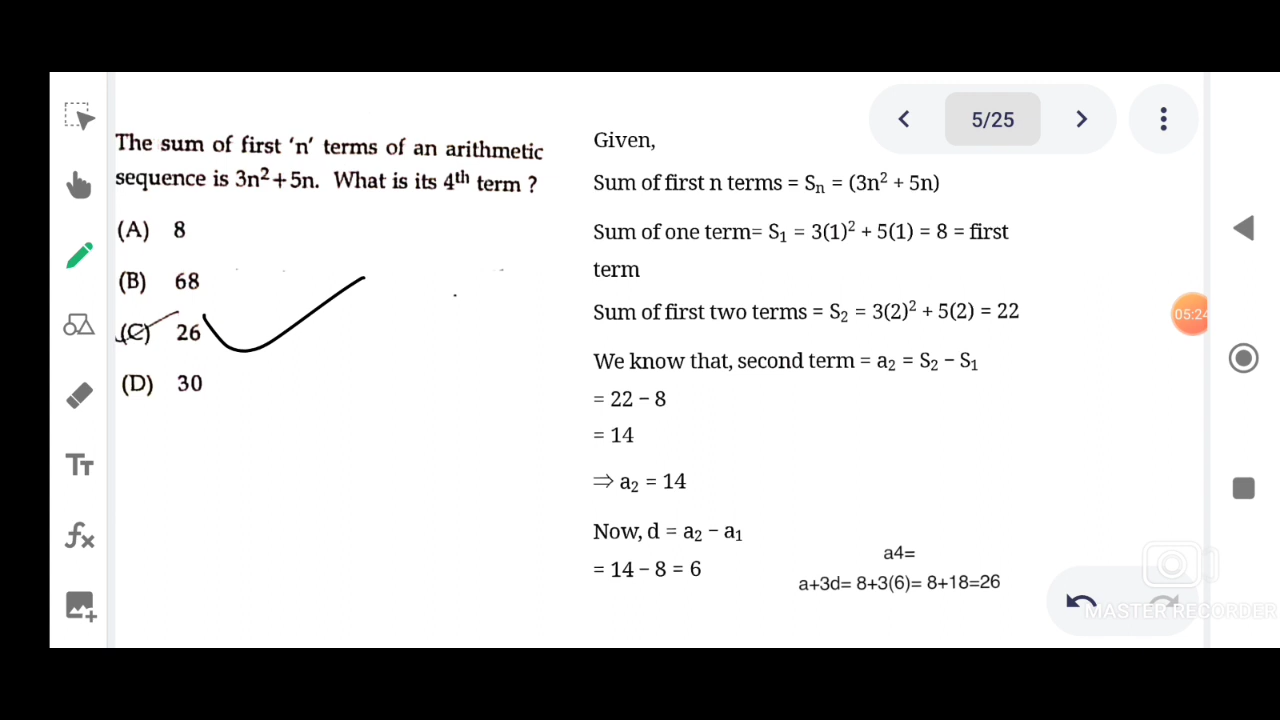 The sum of first 'n' terms of an arithmetic
sequence is 3n²+5n. What is its 4th term ?
(A) 8
(B) 68
(C) 26
(D) 30
5/25
Given,
Sum of first n terms = Sₙ = (3n² + 5n)
Sum of one term= S₁ = 3(1)² + 5(1) = 8 = first
term
Sum of first two terms = S₂ = 3(2)² + 5(2) = 22
We know that, second term = a₂ = S₂ − S₁
= 22 − 8
= 14
⇒ a₂ = 14
Now, d = a₂ − a₁
= 14 − 8 = 6
a4=
a+3d= 8+3(6)= 8+18=26
05:24
Tт
fx
MASTER RECORDER